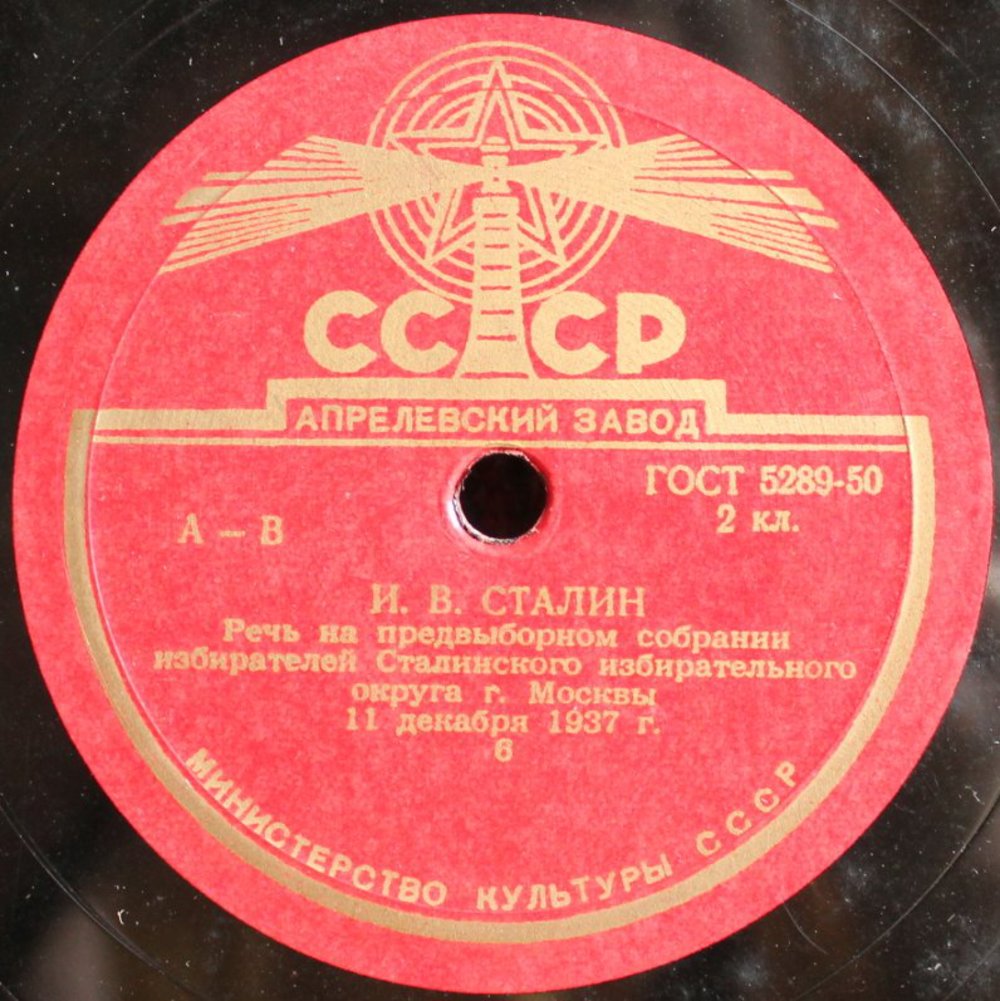 СССР
АПРЕЛЕВСКИЙ ЗАВОД
ГОСТ 5289-50
2 кл.
А – В
И. В. СТАЛИН
Речь на предвыборном собрании
избирателей Сталинского избирательного
округа г. Москвы
11 декабря 1937 г.
6
МИНИСТЕРСТВО КУЛЬТУРЫ СССР